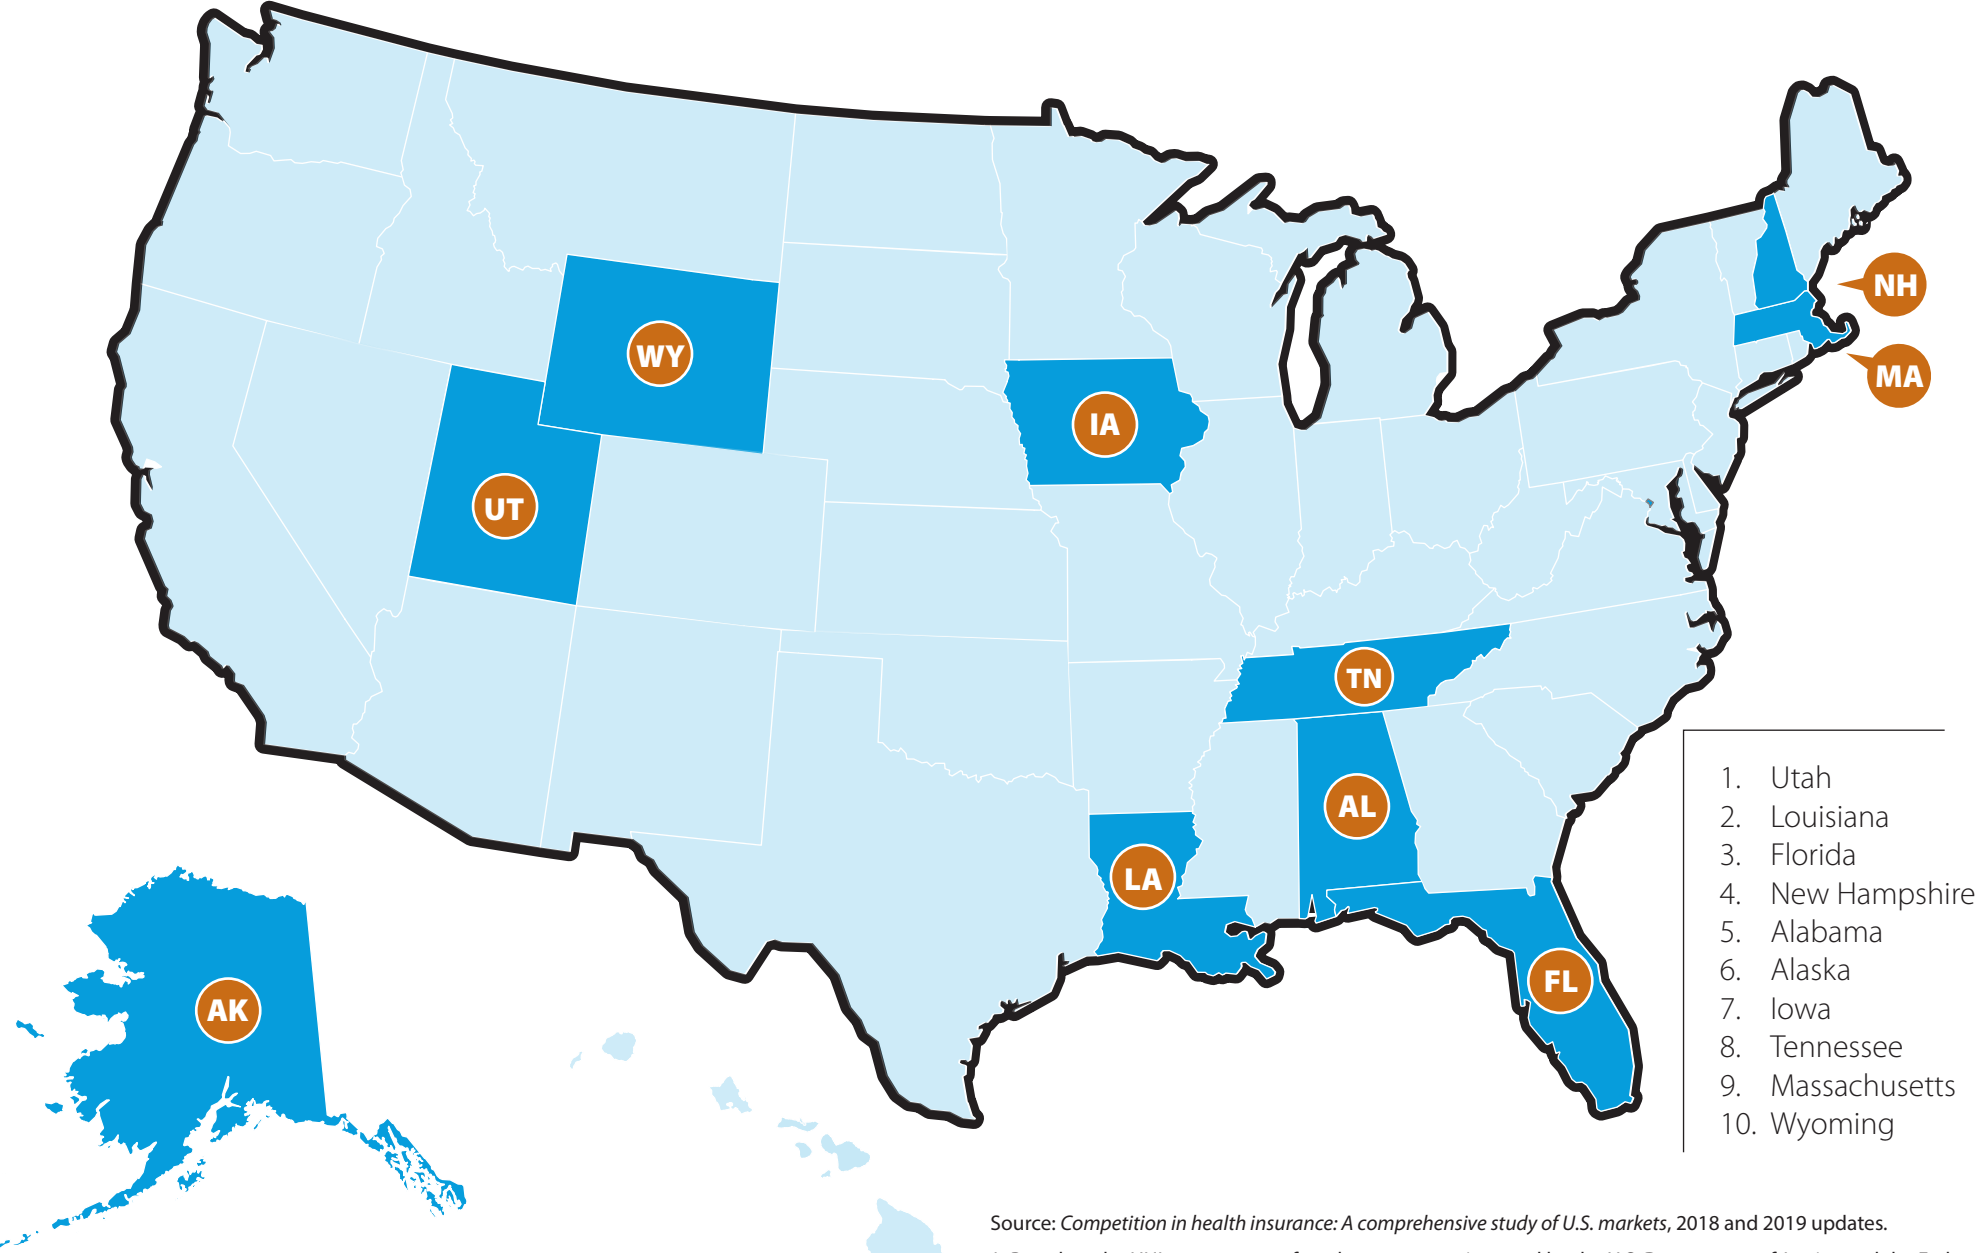 NH
WY
MA
IA
UT
TN
1. Utah
2. Louisiana
3. Florida
4. New Hampshire
5. Alabama
6. Alaska
7. Iowa
8. Tennessee
9. Massachusetts
10. Wyoming
AL
LA
FL
AK
Source: Competition in health insurance: A comprehensive study of U.S. markets, 2018 and 2019 updates.